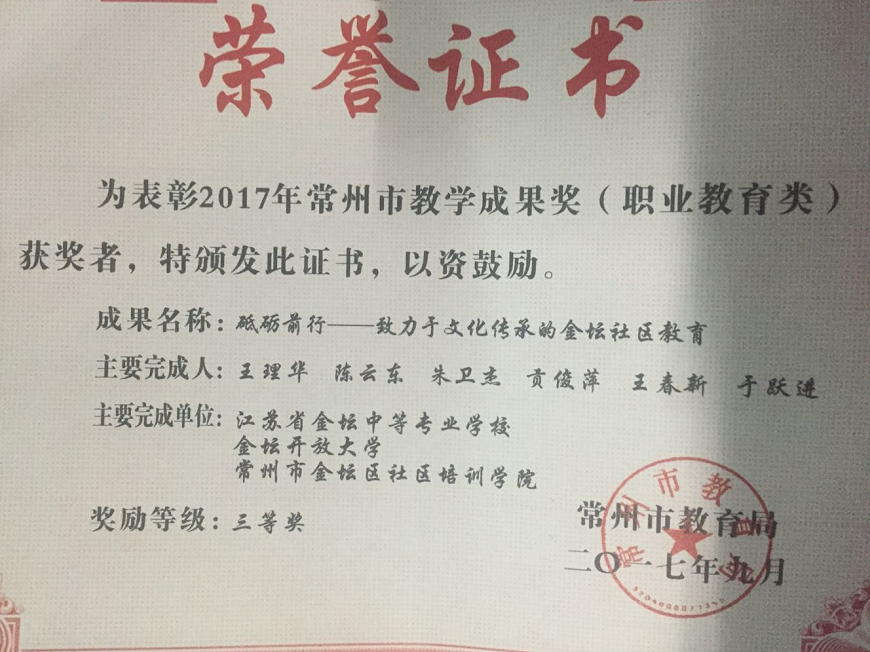 荣誉证书
为表彰2017年常州市教学成果奖（职业教育类）
获奖者，特颁发此证书，以资鼓励。
成果名称：砥砺前行——致力于文化传承的金坛社区教育
主要完成人：王理华 陈云东 朱卫杰 贡俊萍 王春新 于跃进
主要完成单位：江苏省金坛中等专业学校
金坛开放大学
常州市金坛区社区培训学院
奖励等级：三等奖
常州市教育局
二〇一七年九月
常州市教育局